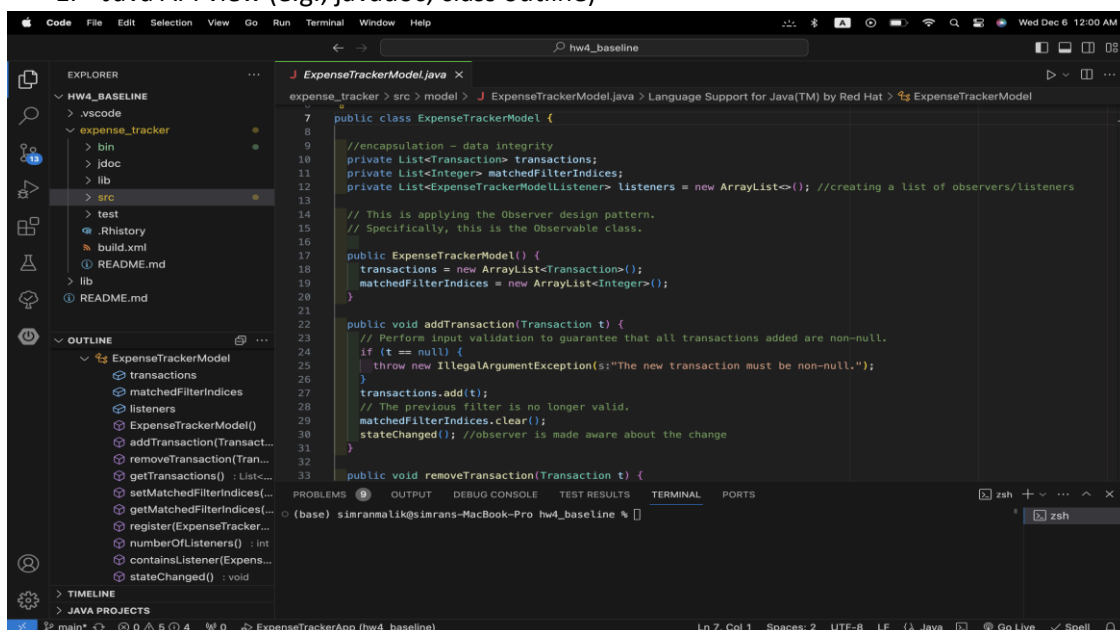 Java API view (e.g., javadoc, class outline)
Code File Edit Selection View Go Run Terminal Window Help A Wed Dec 6 12:00 AM
hw4_baseline
EXPLORER
HW4_BASELINE
.vscode
expense_tracker
bin
jdoc
lib
src
test
.Rhistory
build.xml
README.md
lib
README.md
13
OUTLINE
ExpenseTrackerModel
transactions
matchedFilterIndices
listeners
ExpenseTrackerModel()
addTransaction(Transact...
removeTransaction(Tran...
getTransactions() : List<...
setMatchedFilterIndices(...
getMatchedFilterIndices(...
register(ExpenseTracker...
numberOfListeners() : int
containsListener(Expens...
stateChanged() : void
TIMELINE
JAVA PROJECTS
J ExpenseTrackerModel.java
expense_tracker > src > model > J ExpenseTrackerModel.java > Language Support for Java(TM) by Red Hat > ExpenseTrackerModel
7 public class ExpenseTrackerModel {
8
9 //encapsulation - data integrity
10 private List<Transaction> transactions;
11 private List<Integer> matchedFilterIndices;
12 private List<ExpenseTrackerModelListener> listeners = new ArrayList<>(); //creating a list of observers/listeners
13
14 // This is applying the Observer design pattern.
15 // Specifically, this is the Observable class.
16
17 public ExpenseTrackerModel() {
18 transactions = new ArrayList<Transaction>();
19 matchedFilterIndices = new ArrayList<Integer>();
20 }
21
22 public void addTransaction(Transaction t) {
23 // Perform input validation to guarantee that all transactions added are non-null.
24 if (t == null) {
25 throw new IllegalArgumentException(s:"The new transaction must be non-null.");
26 }
27 transactions.add(t);
28 // The previous filter is no longer valid.
29 matchedFilterIndices.clear();
30 stateChanged(); //observer is made aware about the change
31 }
32
33 public void removeTransaction(Transaction t) {
PROBLEMS 9 OUTPUT DEBUG CONSOLE TEST RESULTS TERMINAL PORTS zsh
(base) simranmalik@simrans-MacBook-Pro hw4_baseline %
zsh
main* 0 5 4 0 ExpenseTrackerApp (hw4_baseline) Ln 7, Col 1 Spaces: 2 UTF-8 LF Java Go Live Spell